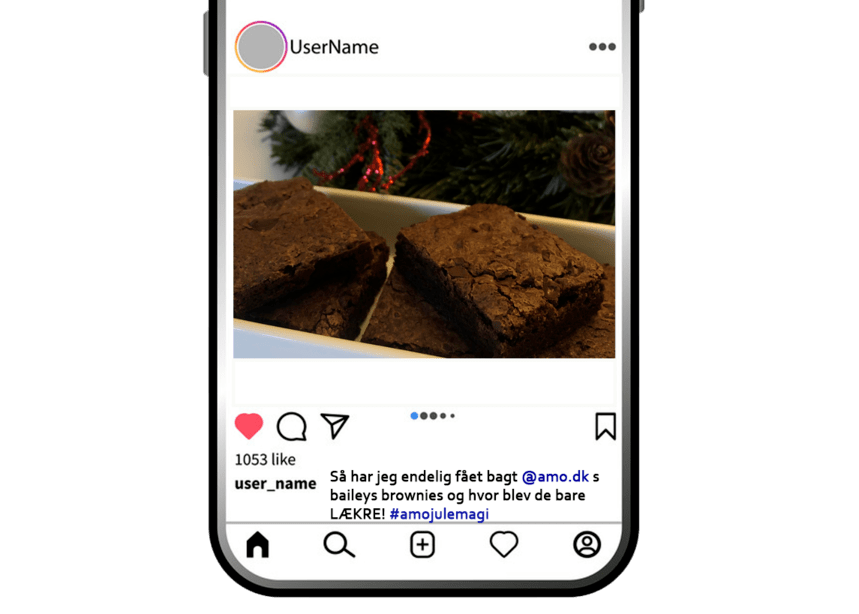 UserName
1053 like
user_name
Så har jeg endelig fået bagt @amo.dk s
baileys brownies og hvor blev de bare
LÆKRE! #amojulemagi